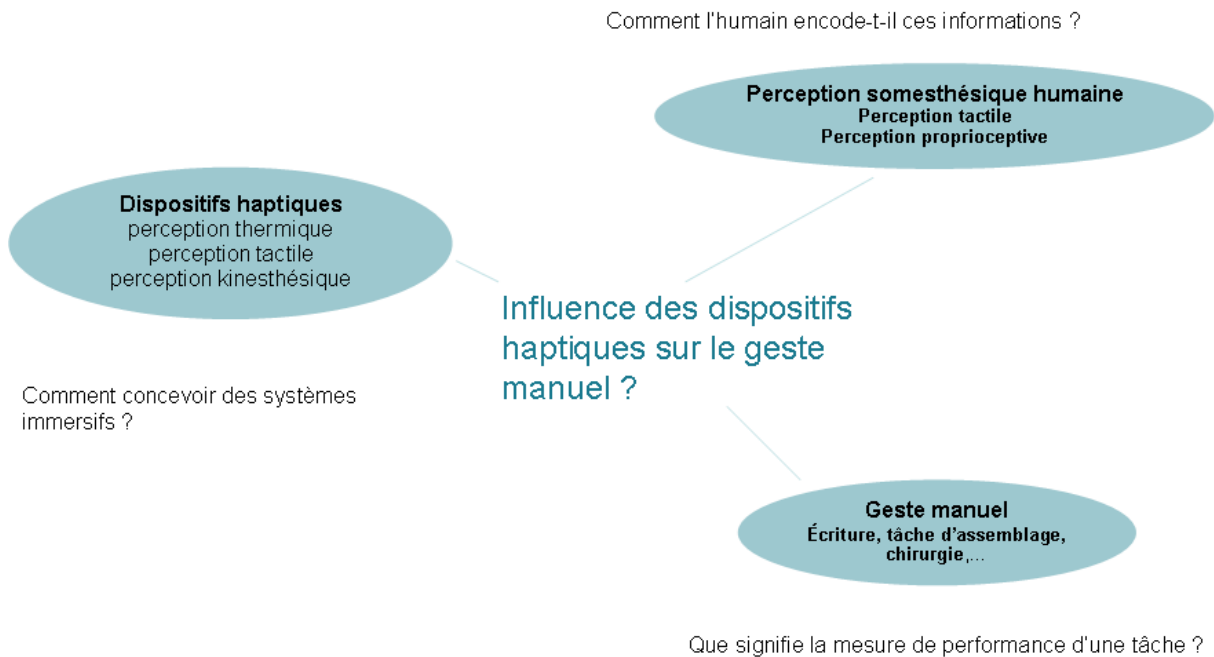 Comment l'humain encode-t-il ces informations ?
Perception somesthésique humaine
Perception tactile
Perception proprioceptive
Dispositifs haptiques
perception thermique
perception tactile
perception kinesthésique
Influence des dispositifs
haptiques sur le geste
manuel ?
Comment concevoir des systèmes
immersifs ?
Geste manuel
Écriture, tâche d'assemblage,
chirurgie,...
Que signifie la mesure de performance d'une tâche ?